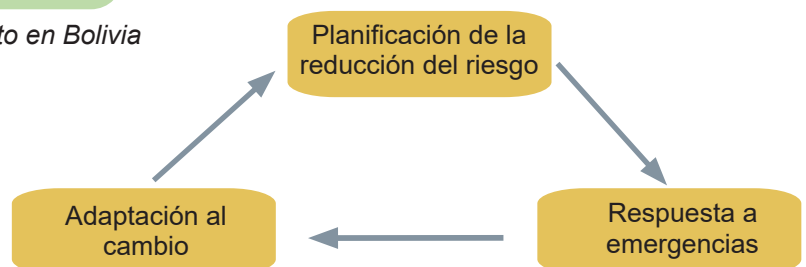 to en Bolivia
Planificación de la
reducción del riesgo
Adaptación al
cambio
Respuesta a
emergencias